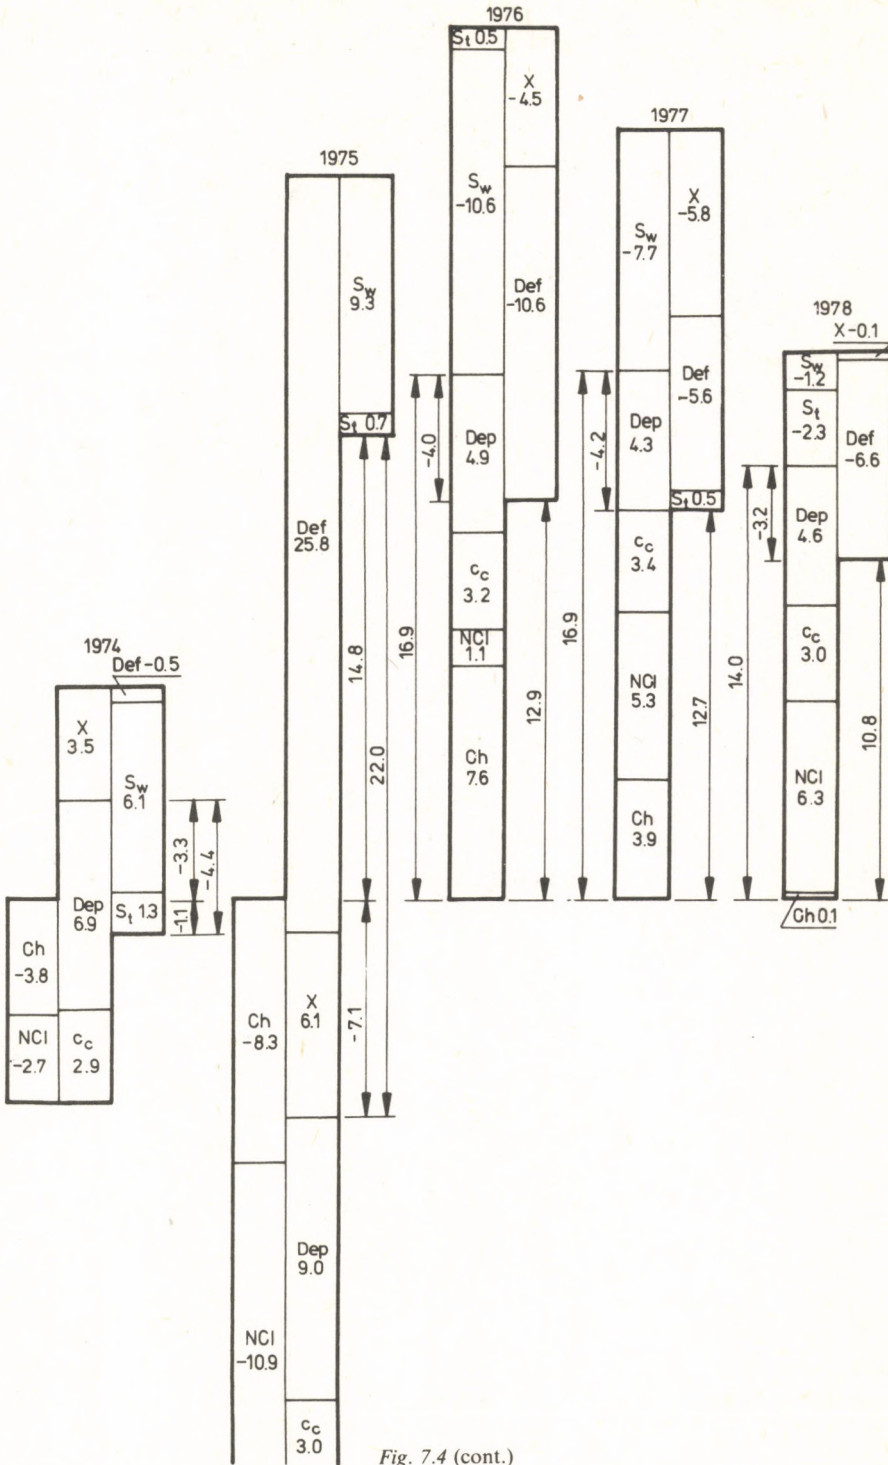 1974
Def -0.5
X
3.5
Sw
6.1
Dep
6.9
St 1.3
Ch
-3.8
NCI
-2.7
cc
2.9
-3.3
-4.4
-1.1
1975
Sw
9.3
St 0.7
Def
25.8
14.8
22.0
Ch
-8.3
X
6.1
-7.1
Dep
9.0
NCI
-10.9
cc
3.0
1976
St 0.5
X
-4.5
Sw
-10.6
Def
-10.6
Dep
4.9
-4.0
cc
3.2
NCI
1.1
Ch
7.6
16.9
12.9
1977
X
-5.8
Sw
-7.7
Def
-5.6
Dep
4.3
-4.2
St 0.5
cc
3.4
NCI
5.3
Ch
3.9
16.9
12.7
1978
X -0.1
Sw
-1.2
St
-2.3
Def
-6.6
Dep
4.6
-3.2
cc
3.0
NCI
6.3
Ch 0.1
14.0
10.8
Fig. 7.4 (cont.)